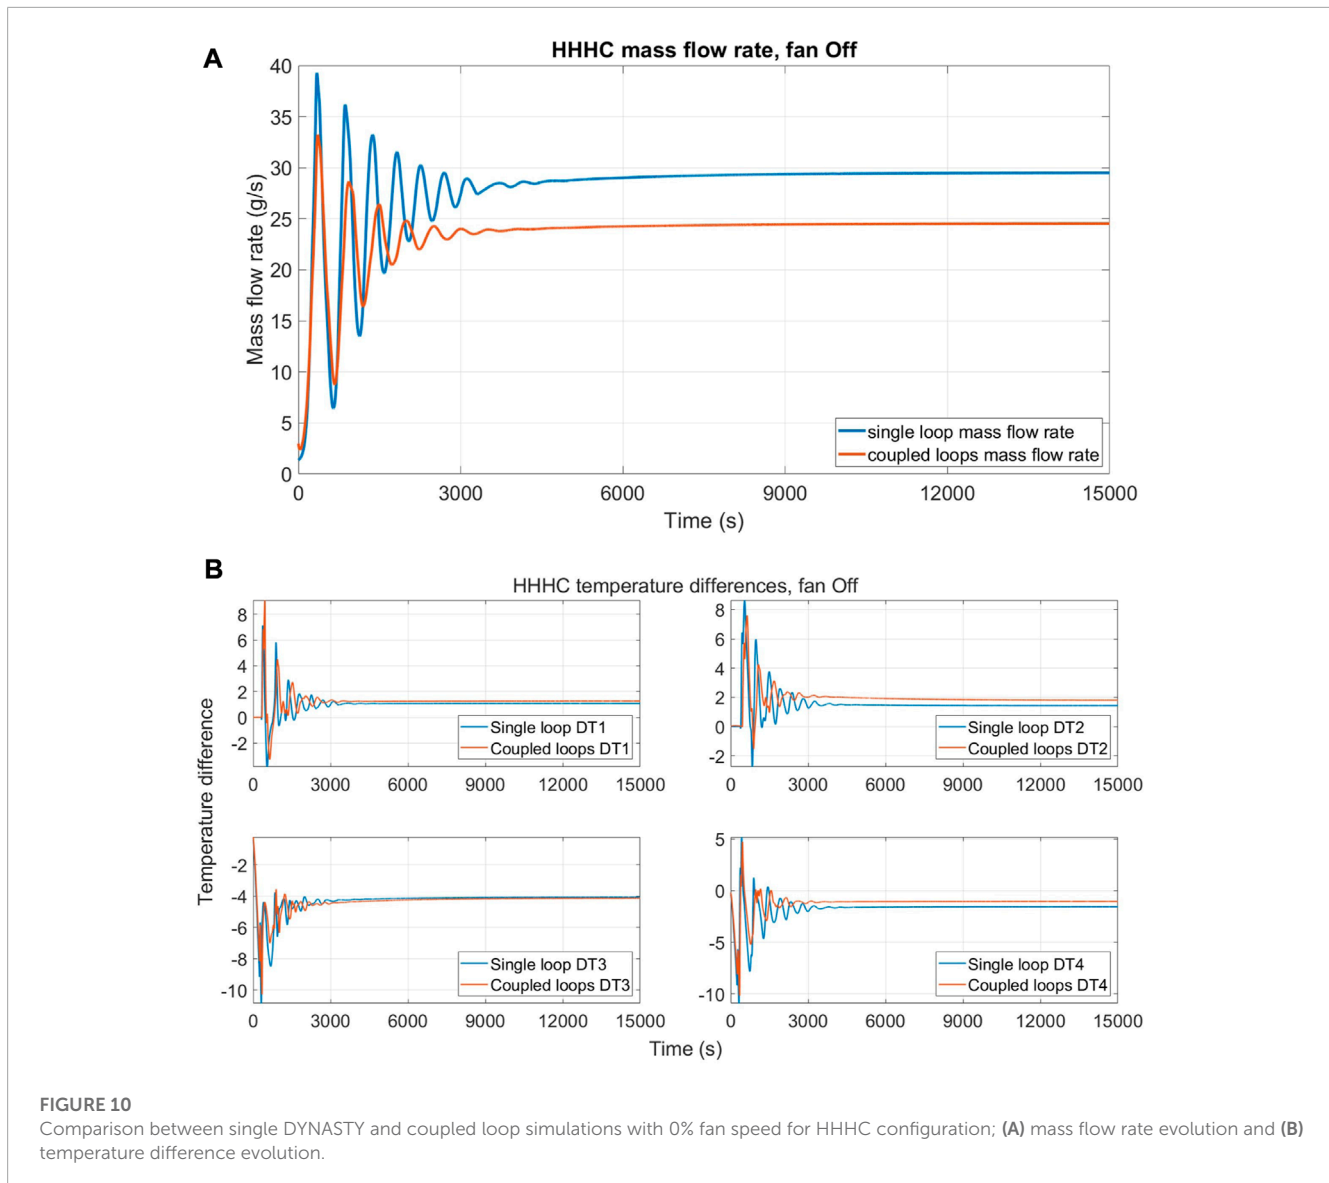 A
HHHC mass flow rate, fan Off
40
35
30
25
20
15
10
5
0
Mass flow rate (g/s)
single loop mass flow rate
coupled loops mass flow rate
0 3000 6000 9000 12000 15000
Time (s)
B
HHHC temperature differences, fan Off
Temperature difference
8
6
4
2
0
-2
Single loop DT1
Coupled loops DT1
0 3000 6000 9000 12000 15000
8
6
4
2
0
-2
Single loop DT2
Coupled loops DT2
0 3000 6000 9000 12000 15000
-2
-4
-6
-8
-10
Single loop DT3
Coupled loops DT3
0 3000 6000 9000 12000 15000
5
0
-5
-10
Single loop DT4
Coupled loops DT4
0 3000 6000 9000 12000 15000
Time (s)
FIGURE 10
Comparison between single DYNASTY and coupled loop simulations with 0% fan speed for HHHC configuration; (A) mass flow rate evolution and (B)
temperature difference evolution.